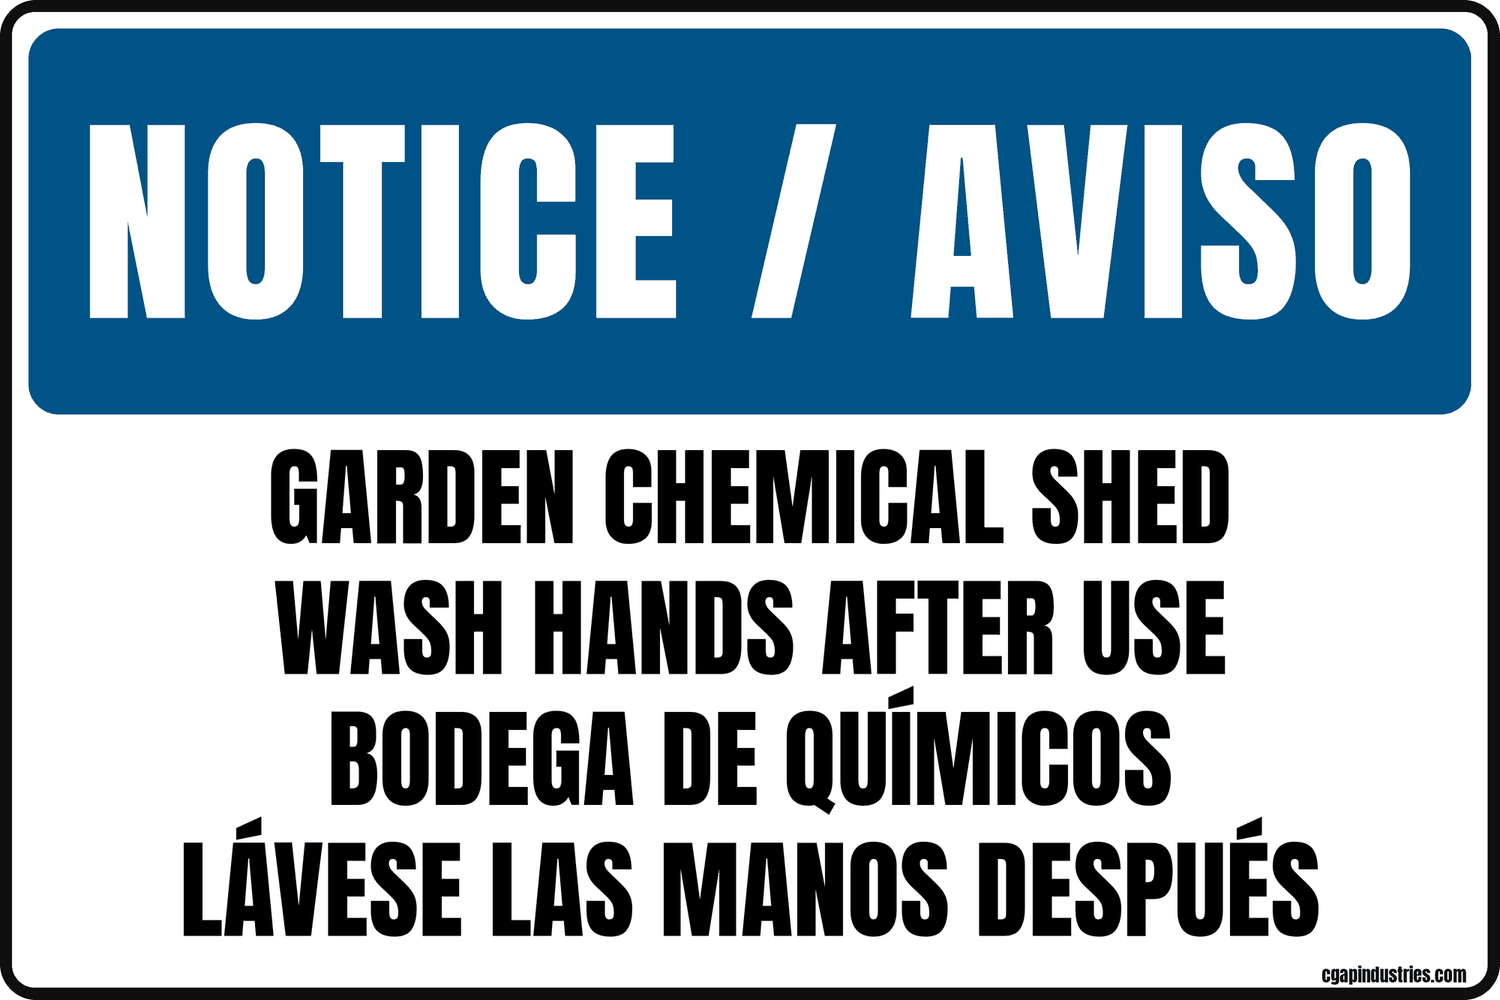 NOTICE / AVISO
GARDEN CHEMICAL SHED
WASH HANDS AFTER USE
BODEGA DE QUÍMICOS
LÁVESE LAS MANOS DESPUÉS
cgapindustries.com